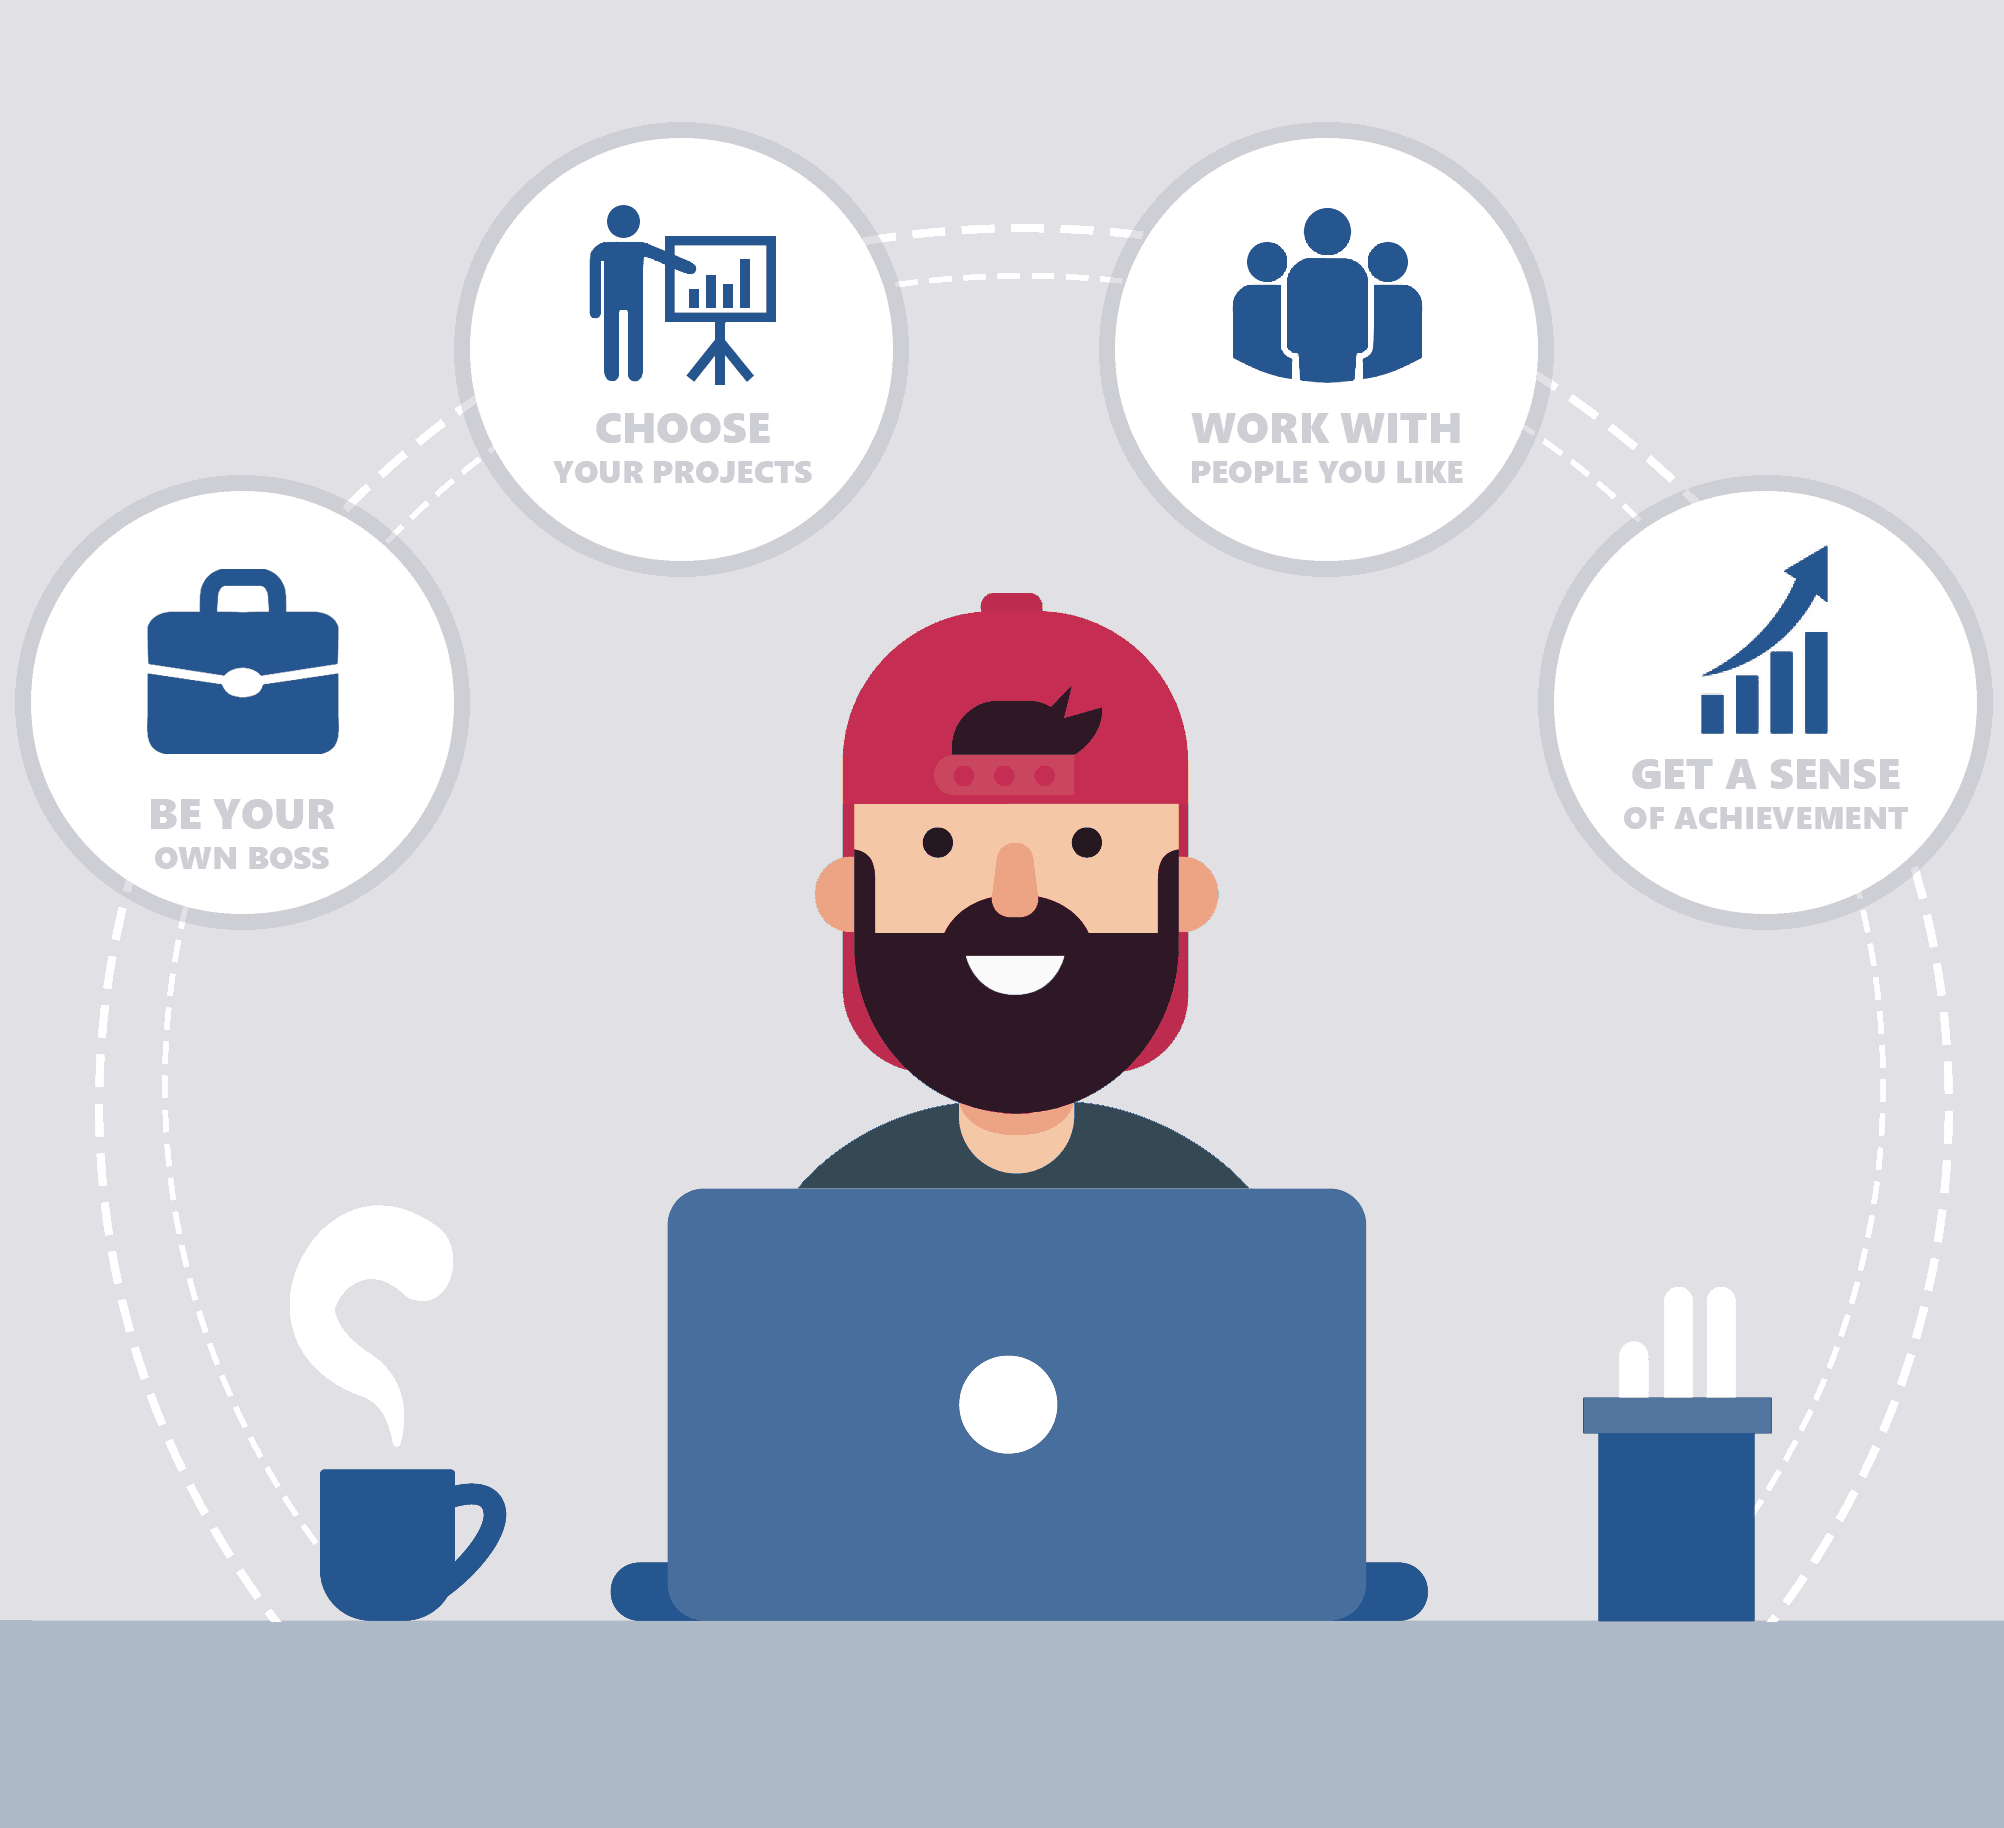 CHOOSE
YOUR PROJECTS
WORK WITH
PEOPLE YOU LIKE
BE YOUR
OWN BOSS
GET A SENSE
OF ACHIEVEMENT